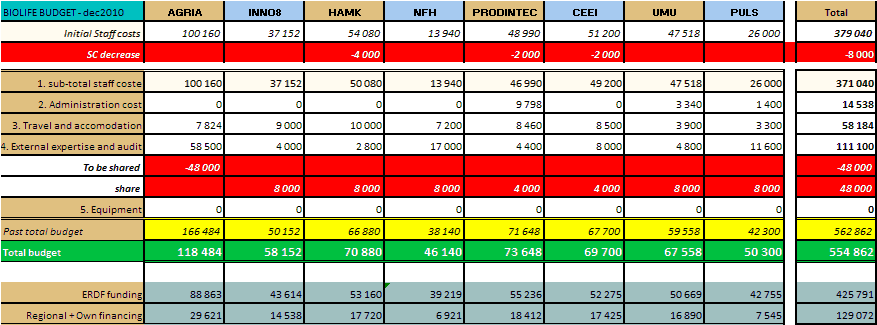 BIOLIFE BUDGET - dec2010 AGRIA INNO8 HAMK NFH PRODINTEC CEEI UMU PULS Total
Initial Staff costs 100 160 37 152 54 080 13 940 48 990 51 200 47 518 26 000 379 040
SC decrease -4 000 -2 000 -2 000 -8 000
1. sub-total staff coste 100 160 37 152 50 080 13 940 46 990 49 200 47 518 26 000 371 040
2. Administration cost 0 0 0 0 9 798 0 3 340 1 400 14 538
3. Travel and accomodation 7 824 9 000 10 000 7 200 8 460 8 500 3 900 3 300 58 184
4. External expertise and audit 58 500 4 000 2 800 17 000 4 400 8 000 4 800 11 600 111 100
To be shared -48 000 -48 000
share 8 000 8 000 8 000 4 000 4 000 8 000 8 000 48 000
5. Equipment 0 0 0 0 0 0 0 0 0
Past total budget 166 484 50 152 66 880 38 140 71 648 67 700 59 558 42 300 562 862
Total budget 118 484 58 152 70 880 46 140 73 648 69 700 67 558 50 300 554 862
ERDF funding 88 863 43 614 53 160 39 219 55 236 52 275 50 669 42 755 425 791
Regional + Own financing 29 621 14 538 17 720 6 921 18 412 17 425 16 890 7 545 129 072